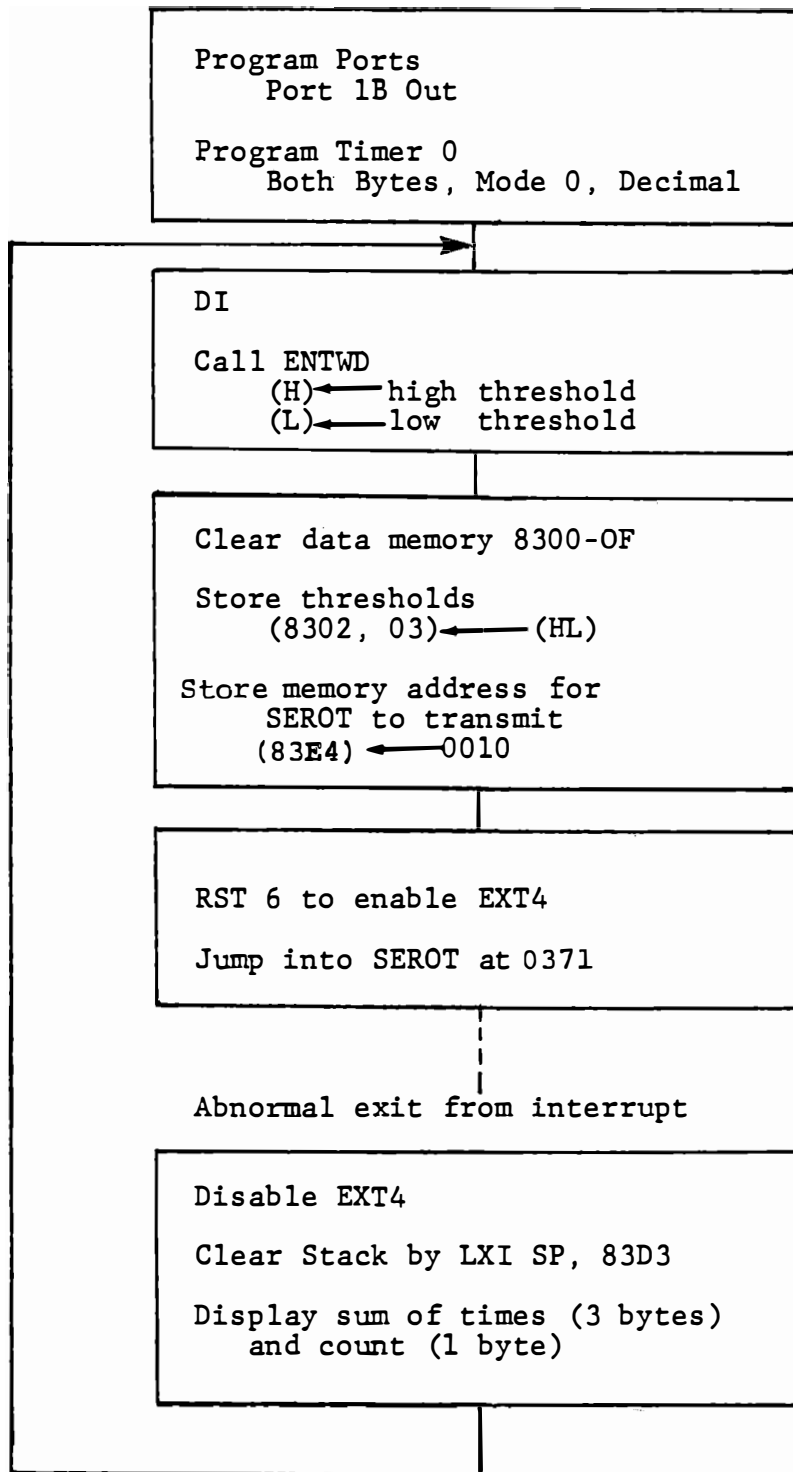 Program Ports
Port 1B Out
Program Timer 0
Both Bytes, Mode 0, Decimal
DI
Call ENTWD
(H) ← high threshold
(L) ← low threshold
Clear data memory 8300-OF
Store thresholds
(8302, 03) ← (HL)
Store memory address for
SEROT to transmit
(83E4) ← 0010
RST 6 to enable EXT4
Jump into SEROT at 0371
Abnormal exit from interrupt
Disable EXT4
Clear Stack by LXI SP, 83D3
Display sum of times (3 bytes)
and count (1 byte)